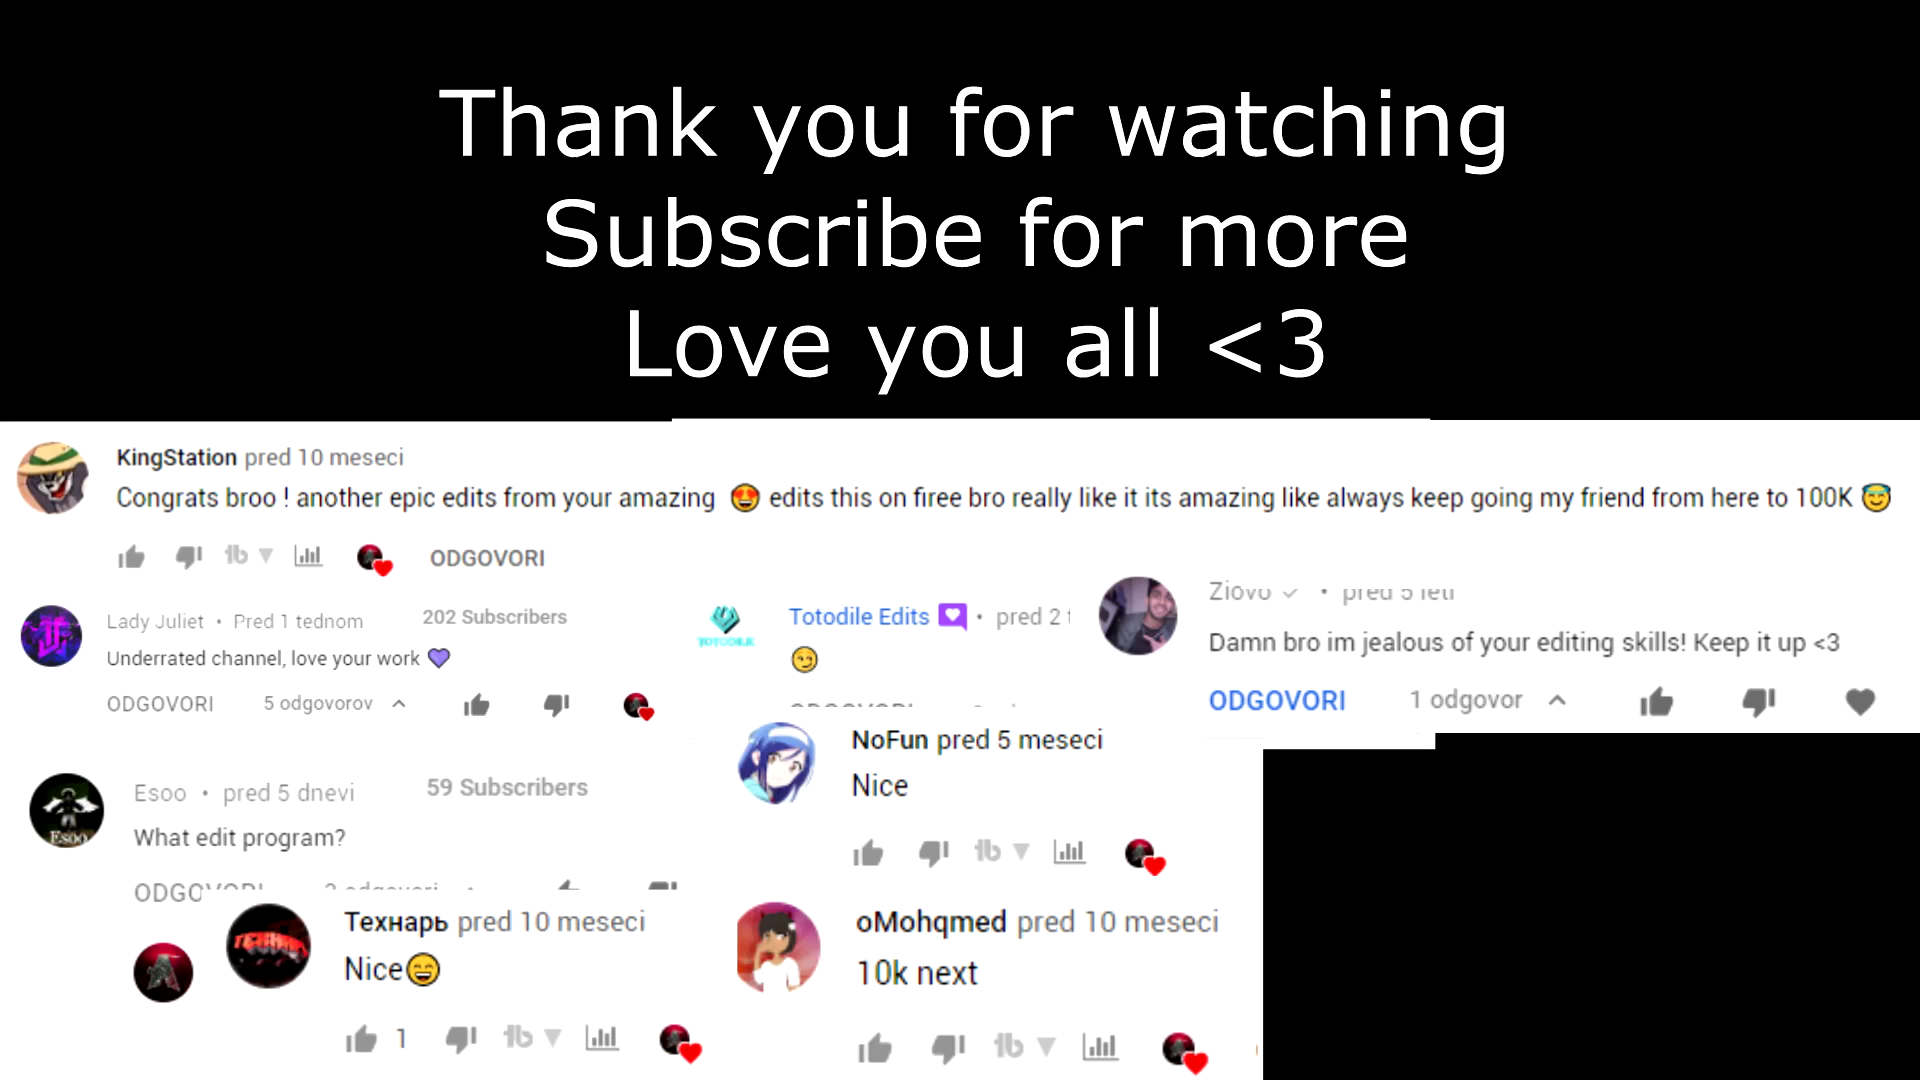 Thank you for watching
Subscribe for more
Love you all <3
KingStation pred 10 meseci
Congrats broo ! another epic edits from your amazing 😍 edits this on firee bro really like it its amazing like always keep going my friend from here to 100K 😇
ODGOVORI
Lady Juliet • Pred 1 tednom 202 Subscribers
Underrated channel, love your work 💜
ODGOVORI 5 odgovorov
Totodile Edits • pred 2
😏
Ziovo • pred 5 leti
Damn bro im jealous of your editing skills! Keep it up <3
ODGOVORI 1 odgovor
NoFun pred 5 meseci
Nice
Esoo • pred 5 dnevi 59 Subscribers
What edit program?
Esoo
ODGOVORI
Технарь pred 10 meseci
Nice😄
1
oMohqmed pred 10 meseci
10k next